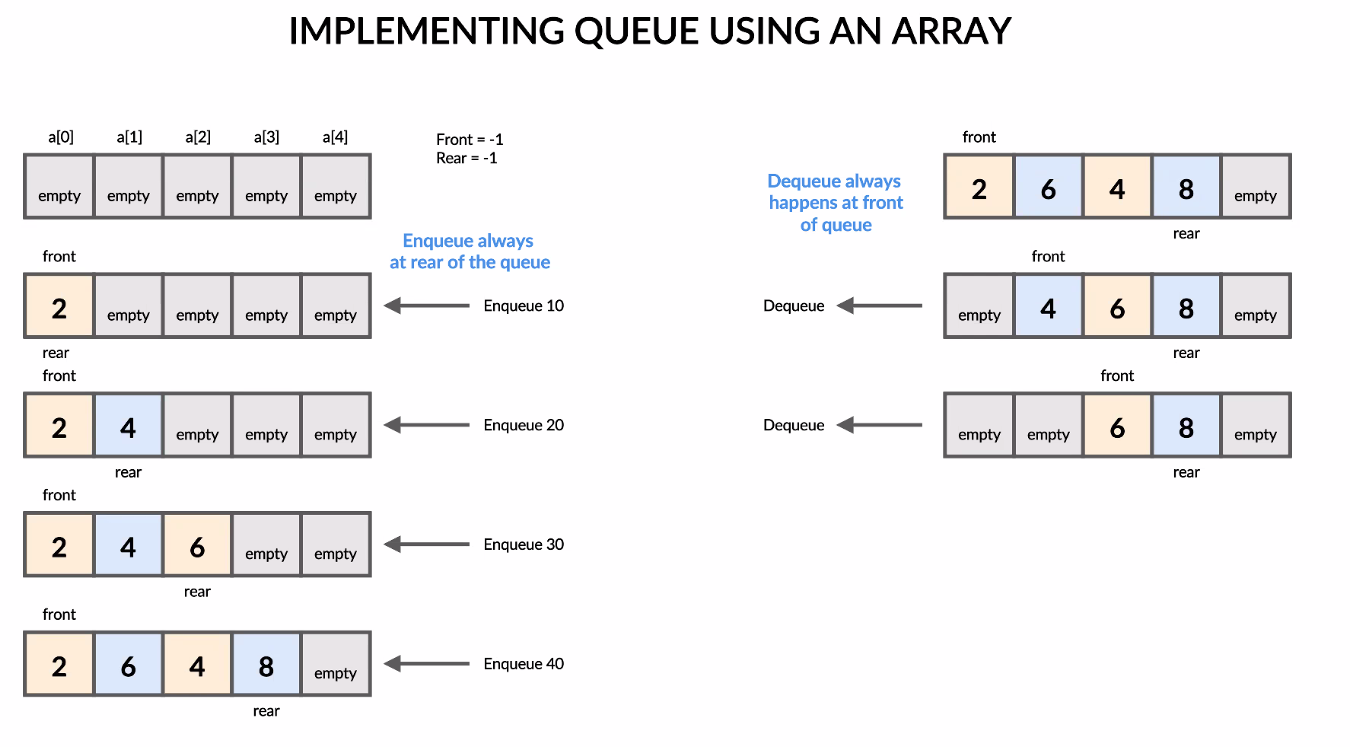 IMPLEMENTING QUEUE USING AN ARRAY
a[0] a[1] a[2] a[3] a[4]
empty empty empty empty empty
Front = -1
Rear = -1
Enqueue always
at rear of the queue
front
2 empty empty empty empty
rear
Enqueue 10
front
2 4 empty empty empty
rear
Enqueue 20
front
2 4 6 empty empty
rear
Enqueue 30
front
2 6 4 8 empty
rear
Enqueue 40
Dequeue always
happens at front
of queue
front
2 6 4 8 empty
rear
front
Dequeue
empty 4 6 8 empty
rear
front
Dequeue
empty empty 6 8 empty
rear